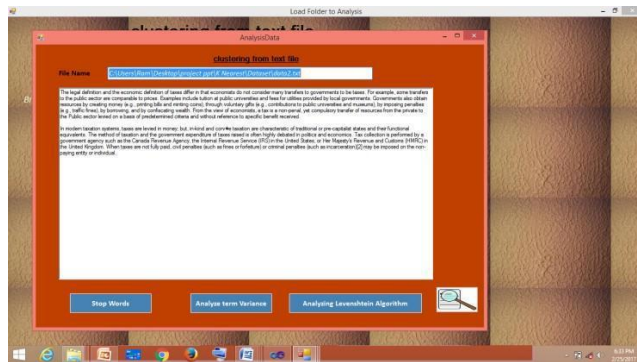 Load Folder to Analysis
clustering from text file
AnalysisData
clustering from text file
File Name C:\Users\Ram\Desktop\project ppt\K Nearest\Dataset\data2.txt
The legal definition and the economic definition of taxes differ in that economists do not consider many transfers to governments to be taxes. For example, some transfers
to the public sector are comparable to prices. Examples include tuition at public universities and fees for utilities provided by local governments. Governments also obtain
resources by creating money (e.g., printing bills and minting coins), through voluntary gifts (e.g., contributions to public universities and museums), by imposing penalties
(e.g., traffic fines), by borrowing, and by confiscating wealth. From the view of economists, a tax is a non-penal, yet compulsory transfer of resources from the private to
the Public sector levied on a basis of predetermined criteria and without reference to specific benefit received.
In modern taxation systems, taxes are levied in money; but, in-kind and corvée taxation are characteristic of traditional or pre-capitalist states and their functional
equivalents. The method of taxation and the government expenditure of taxes raised is often highly debated in politics and economics. Tax collection is performed by a
government agency such as the Canada Revenue Agency, the Internal Revenue Service (IRS) in the United States, or Her Majesty's Revenue and Customs (HMRC) in
the United Kingdom. When taxes are not fully paid, civil penalties (such as fines or forfeiture) or criminal penalties (such as incarceration)[2] may be imposed on the non-
paying entity or individual.
Stop Words
Analyze term Variance
Analyzing Levenshtein Algorithm
6:33 PM